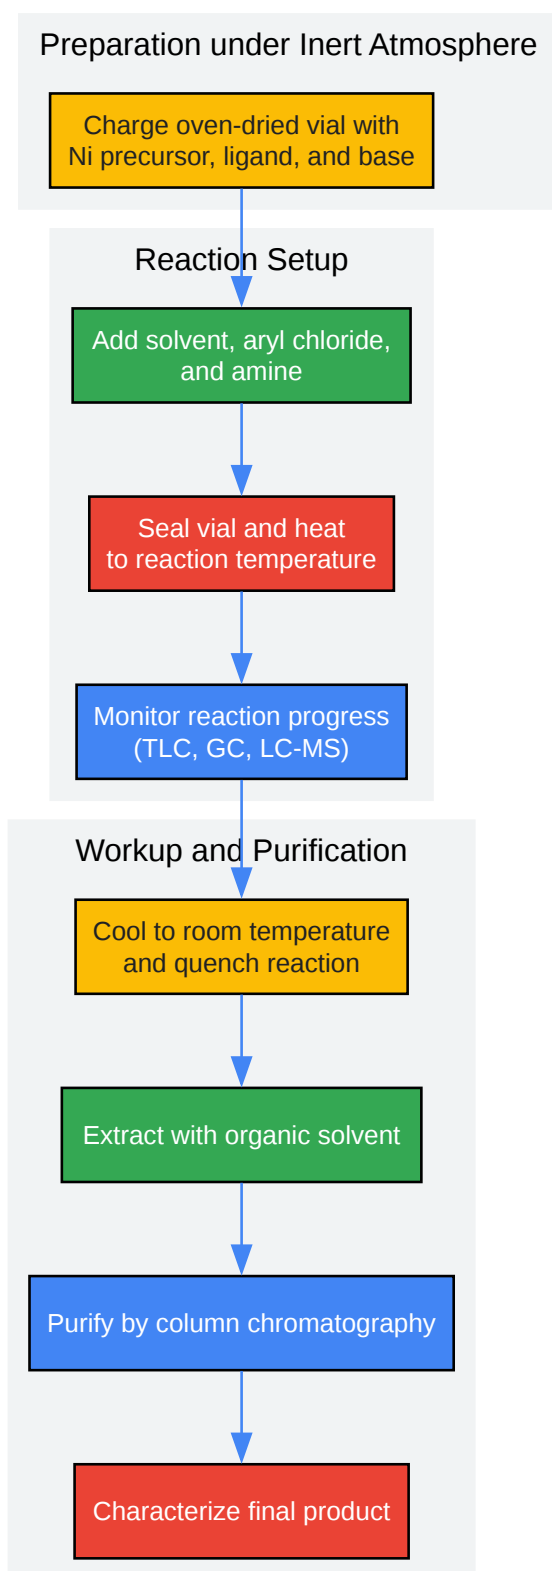 Preparation under Inert Atmosphere
Charge oven-dried vial with
Ni precursor, ligand, and base
Reaction Setup
Add solvent, aryl chloride,
and amine
Seal vial and heat
to reaction temperature
Monitor reaction progress
(TLC, GC, LC-MS)
Workup and Purification
Cool to room temperature
and quench reaction
Extract with organic solvent
Purify by column chromatography
Characterize final product